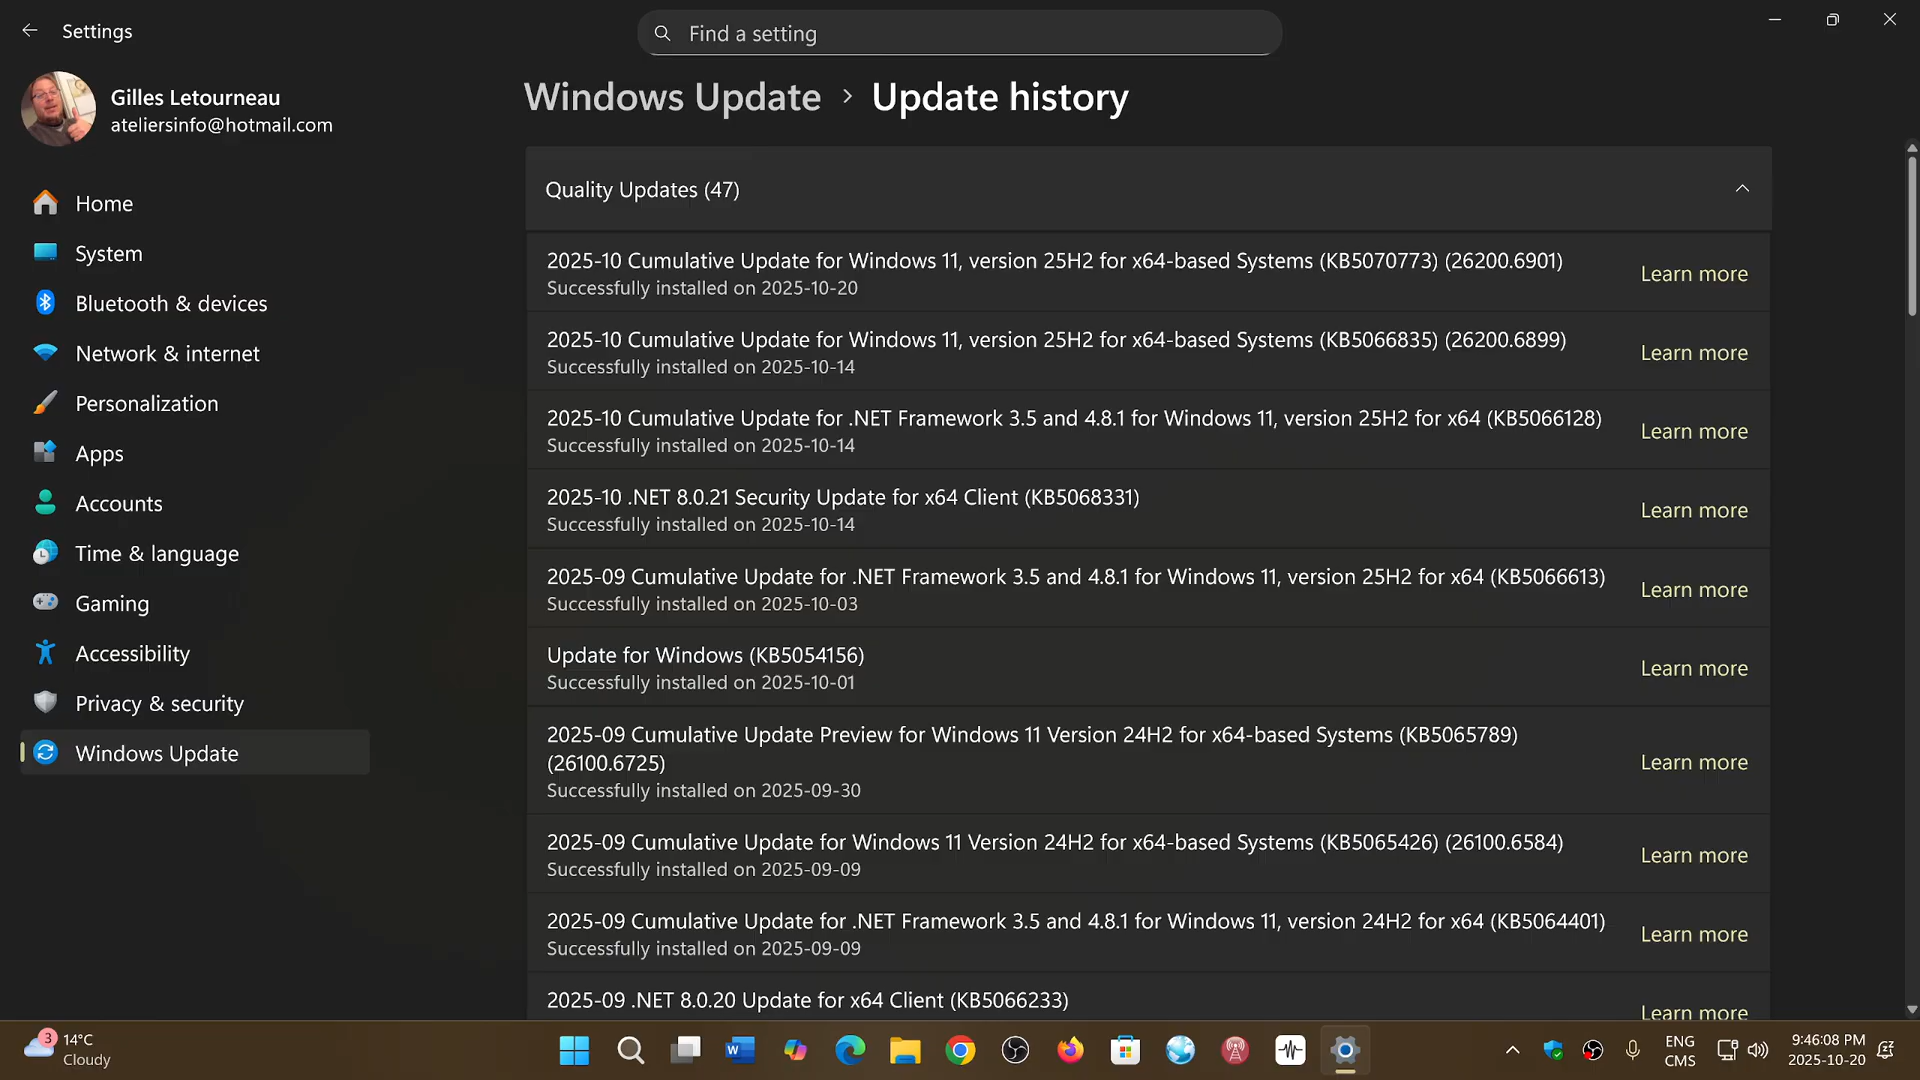 Settings
Find a setting
Gilles Letourneau
ateliersinfo@hotmail.com
Windows Update > Update history
Home
System
Bluetooth & devices
Network & internet
Personalization
Apps
Accounts
Time & language
Gaming
Accessibility
Privacy & security
Windows Update
Quality Updates (47)
2025-10 Cumulative Update for Windows 11, version 25H2 for x64-based Systems (KB5070773) (26200.6901)
Successfully installed on 2025-10-20
Learn more
2025-10 Cumulative Update for Windows 11, version 25H2 for x64-based Systems (KB5066835) (26200.6899)
Successfully installed on 2025-10-14
Learn more
2025-10 Cumulative Update for .NET Framework 3.5 and 4.8.1 for Windows 11, version 25H2 for x64 (KB5066128)
Successfully installed on 2025-10-14
Learn more
2025-10 .NET 8.0.21 Security Update for x64 Client (KB5068331)
Successfully installed on 2025-10-14
Learn more
2025-09 Cumulative Update for .NET Framework 3.5 and 4.8.1 for Windows 11, version 25H2 for x64 (KB5066613)
Successfully installed on 2025-10-03
Learn more
Update for Windows (KB5054156)
Successfully installed on 2025-10-01
Learn more
2025-09 Cumulative Update Preview for Windows 11 Version 24H2 for x64-based Systems (KB5065789)
(26100.6725)
Successfully installed on 2025-09-30
Learn more
2025-09 Cumulative Update for Windows 11 Version 24H2 for x64-based Systems (KB5065426) (26100.6584)
Successfully installed on 2025-09-09
Learn more
2025-09 Cumulative Update for .NET Framework 3.5 and 4.8.1 for Windows 11, version 24H2 for x64 (KB5064401)
Successfully installed on 2025-09-09
Learn more
2025-09 .NET 8.0.20 Update for x64 Client (KB5066233)
Learn more
3
14°C
Cloudy
W
ENG
CMS
9:46:08 PM
2025-10-20